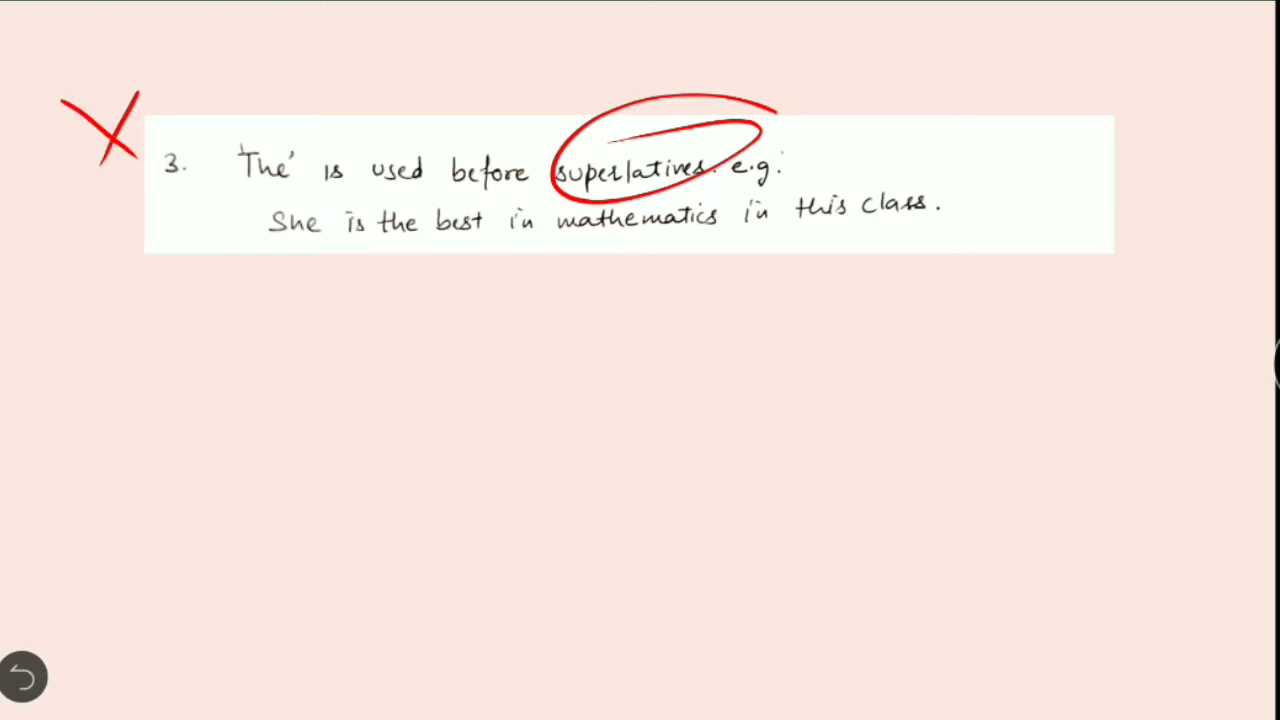 3. 'The' is used before superlatives. e.g:
She is the best in mathematics in this class.